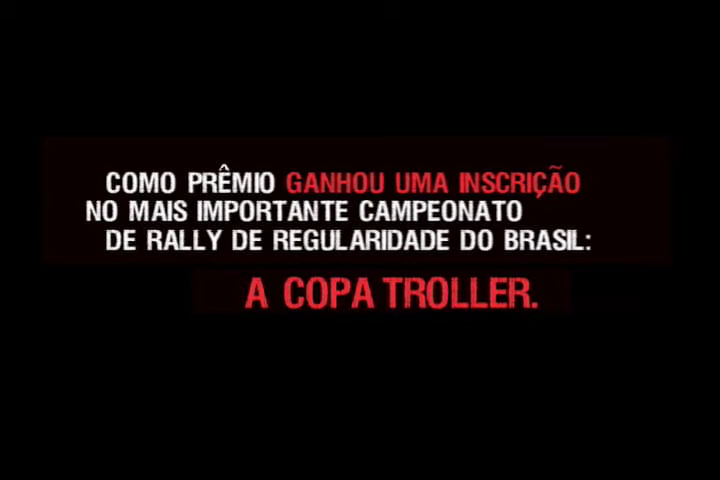 COMO PRÊMIO GANHOU UMA INSCRIÇÃO
NO MAIS IMPORTANTE CAMPEONATO
DE RALLY DE REGULARIDADE DO BRASIL:
A COPA TROLLER.